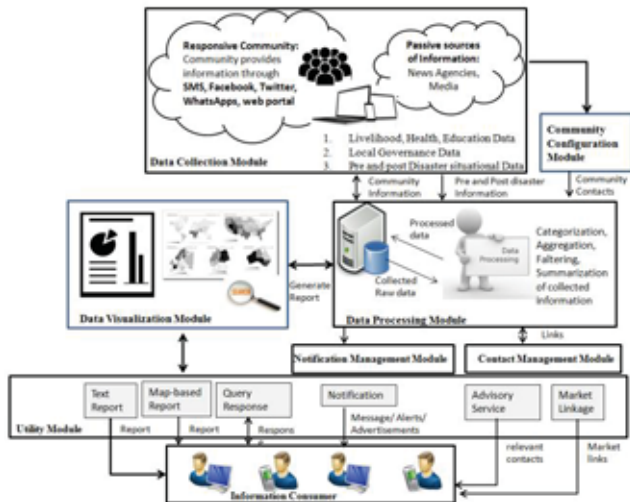 Responsive Community:
Community provides
information through
SMS, Facebook, Twitter,
WhatsApps, web portal
Passive sources
of Information:
News Agencies,
Media
1. Livelihood, Health, Education Data
2. Local Governance Data
3. Pre and post Disaster situational Data
Data Collection Module
Community
Configuration
Module
Community
Information
Pre and Post disaster
Information
Community
Contacts
Processed
data
Data
Processing
Collected
Raw data
Categorization,
Aggregation,
Faltering,
Summarization
of collected
information
Data Processing Module
Generate
Report
Data Visualization Module
Links
Notification Management Module
Contact Management Module
Text
Report
Map-based
Report
Query
Response
Notification
Advisory
Service
Market
Linkage
Utility Module
Report
Report
Respons
Message/ Alerts/
Advertisements
relevant
contacts
Market
links
Information Consumer